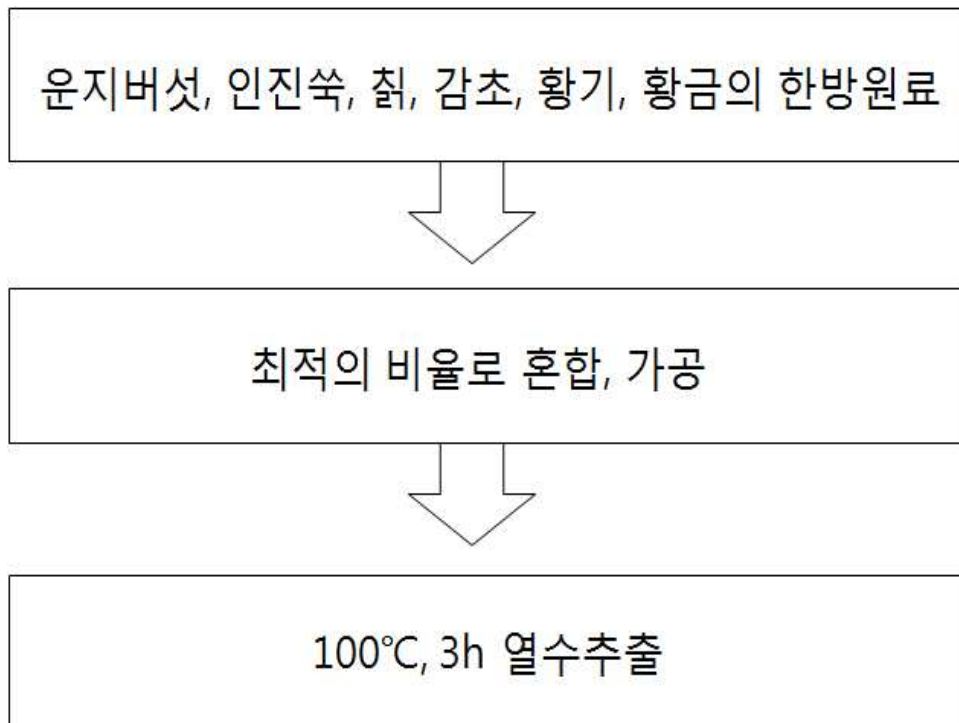 운지버섯, 인진쑥, 칡, 감초, 황기, 황금의 한방원료
최적의 비율로 혼합, 가공
100℃, 3h 열수추출